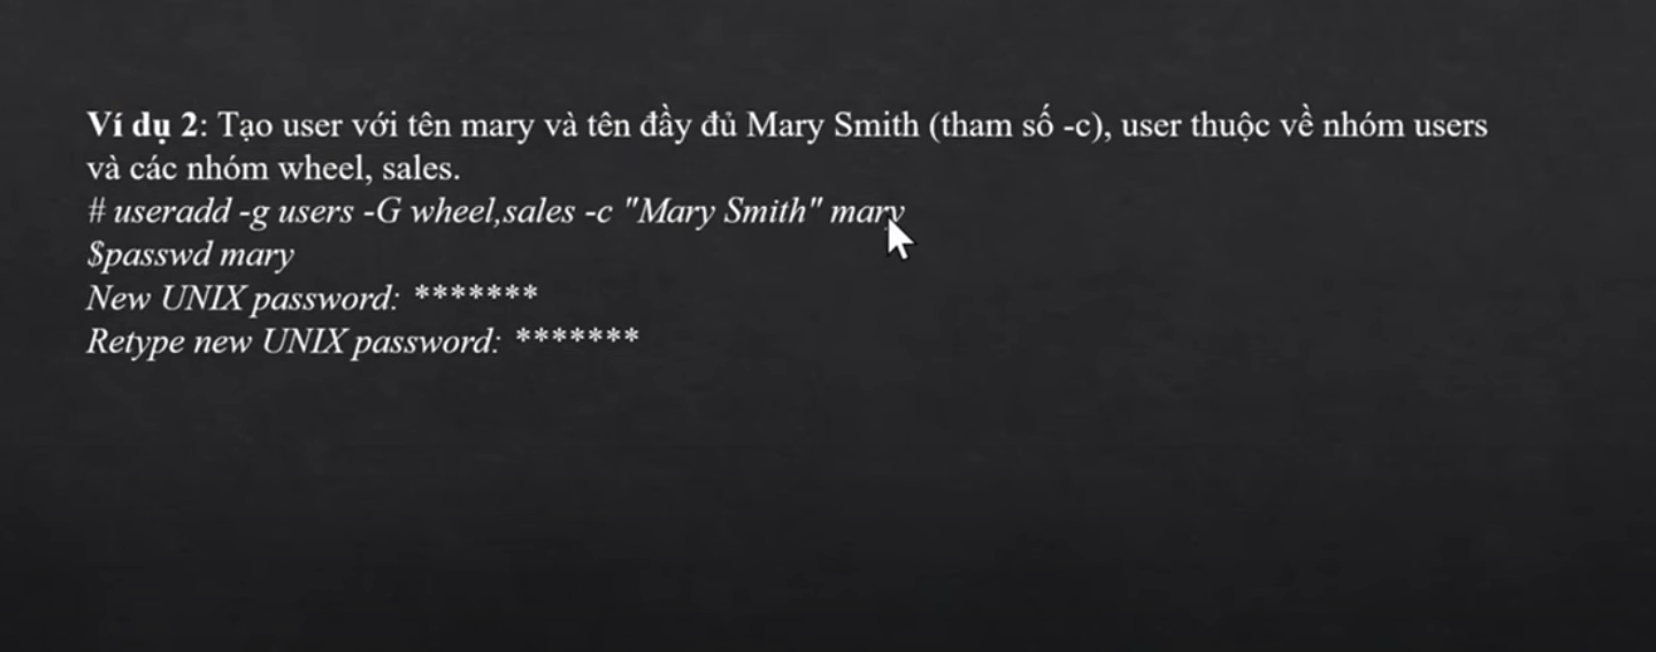 Ví dụ 2: Tạo user với tên mary và tên đầy đủ Mary Smith (tham số -c), user thuộc về nhóm users
và các nhóm wheel, sales.
# useradd -g users -G wheel,sales -c "Mary Smith" mary
$passwd mary
New UNIX password: *******
Retype new UNIX password: *******